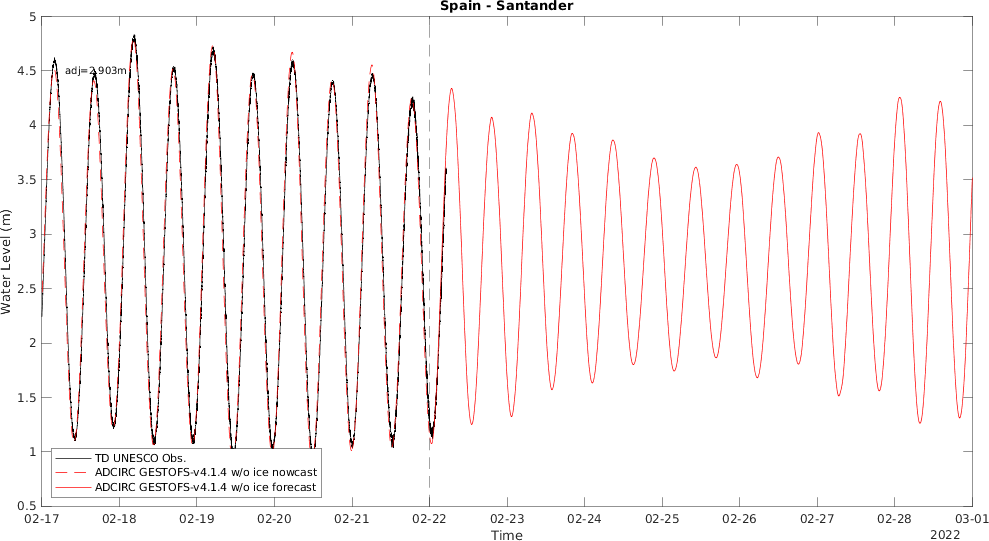 Spain - Santander
5
4.5
4
3.5
3
2.5
2
1.5
1
0.5
Water Level (m)
adj=2.903m
TD UNESCO Obs.
ADCIRC GESTOFS-v4.1.4 w/o ice nowcast
ADCIRC GESTOFS-v4.1.4 w/o ice forecast
02-17 02-18 02-19 02-20 02-21 02-22 02-23 02-24 02-25 02-26 02-27 02-28 03-01
Time
2022